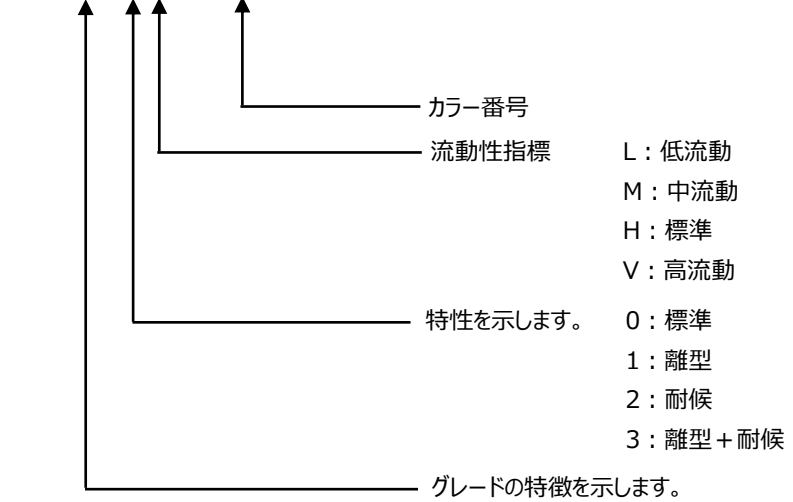 カラー番号
流動性指標　L：低流動
M：中流動
H：標準
V：高流動
特性を示します。　0：標準
1：離型
2：耐候
3：離型＋耐候
グレードの特徴を示します。